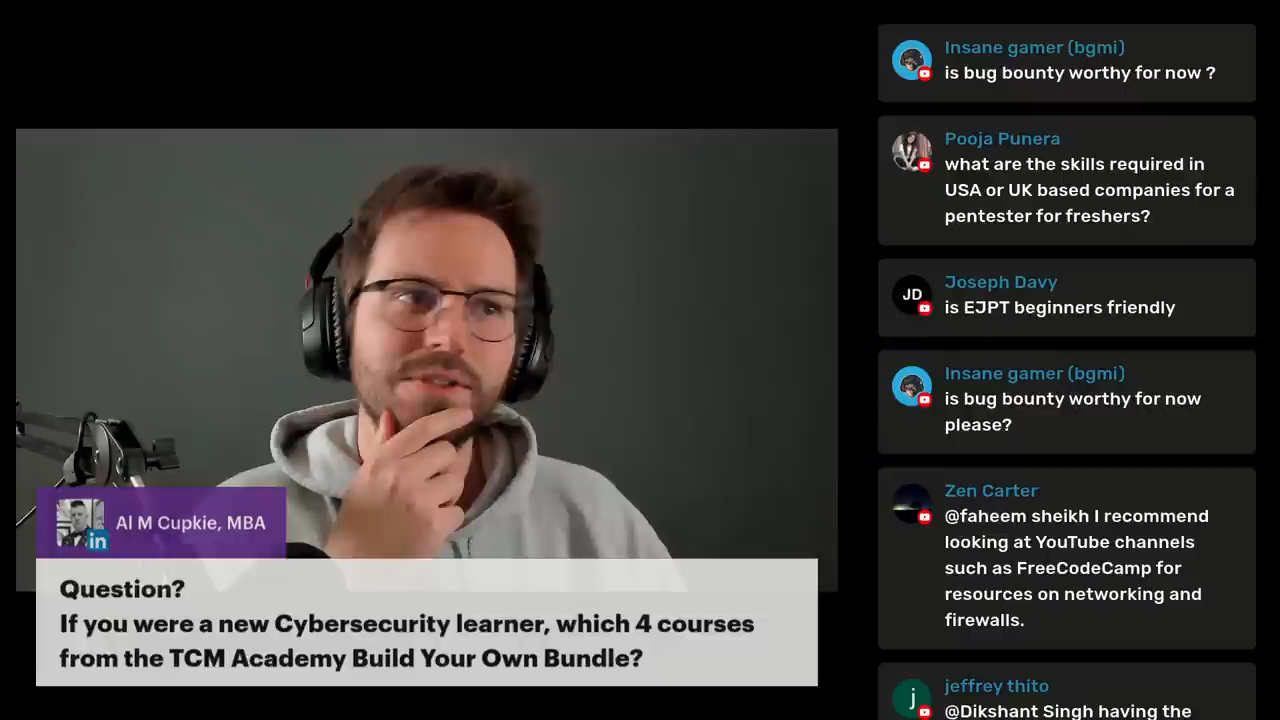 Al M Cupkie, MBA
in
Question?
If you were a new Cybersecurity learner, which 4 courses
from the TCM Academy Build Your Own Bundle?
Insane gamer (bgmi)
is bug bounty worthy for now ?
Pooja Punera
what are the skills required in
USA or UK based companies for a
pentester for freshers?
JD
Joseph Davy
is EJPT beginners friendly
Insane gamer (bgmi)
is bug bounty worthy for now
please?
Zen Carter
@faheem sheikh I recommend
looking at YouTube channels
such as FreeCodeCamp for
resources on networking and
firewalls.
j
jeffrey thito
@Dikshant Singh having the